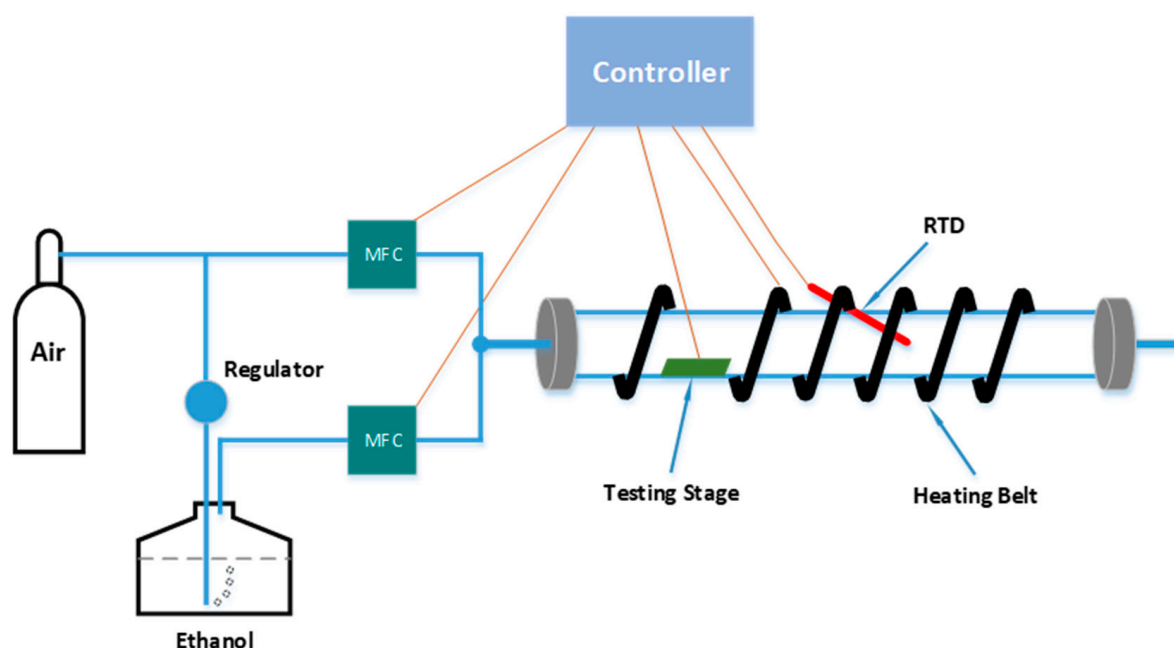 Controller
MFC
RTD
Air
Regulator
MFC
Testing Stage
Heating Belt
Ethanol